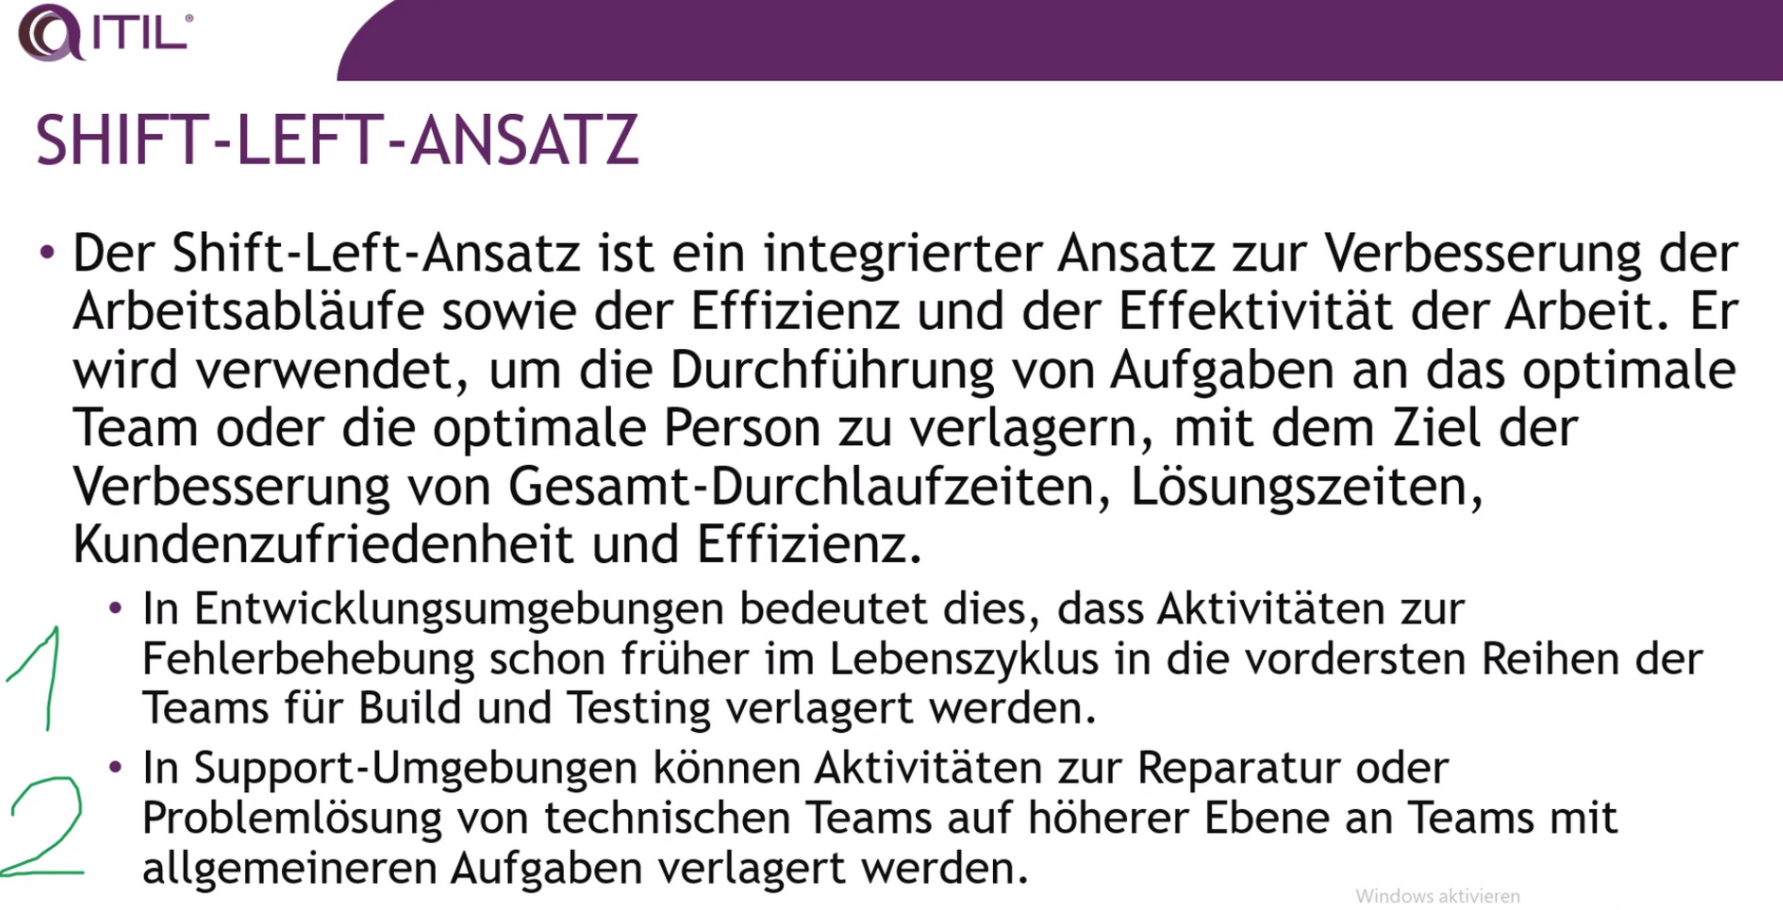 ITIL®
SHIFT-LEFT-ANSATZ
• Der Shift-Left-Ansatz ist ein integrierter Ansatz zur Verbesserung der
Arbeitsabläufe sowie der Effizienz und der Effektivität der Arbeit. Er
wird verwendet, um die Durchführung von Aufgaben an das optimale
Team oder die optimale Person zu verlagern, mit dem Ziel der
Verbesserung von Gesamt-Durchlaufzeiten, Lösungszeiten,
Kundenzufriedenheit und Effizienz.
• In Entwicklungsumgebungen bedeutet dies, dass Aktivitäten zur
1 Fehlerbehebung schon früher im Lebenszyklus in die vordersten Reihen der
Teams für Build und Testing verlagert werden.
• In Support-Umgebungen können Aktivitäten zur Reparatur oder
2 Problemlösung von technischen Teams auf höherer Ebene an Teams mit
allgemeineren Aufgaben verlagert werden.
Windows aktivieren